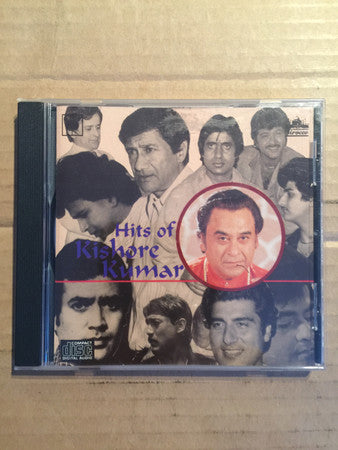 Hits of
Kishore
Kumar
COMPACT
disc
DIGITAL AUDIO